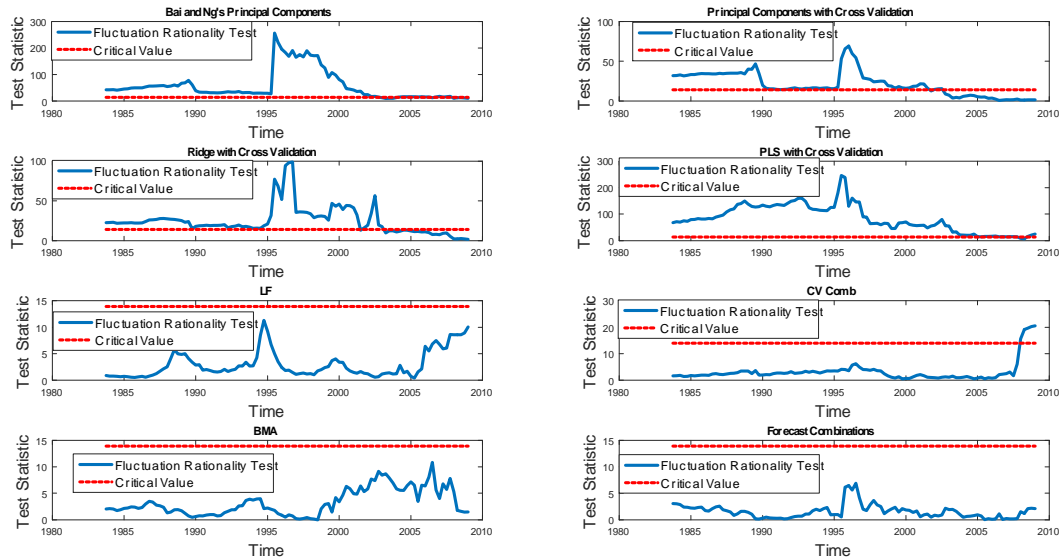 Bai and Ng's Principal Components
Test Statistic
300
200
100
0
Fluctuation Rationality Test
Critical Value
1980 1985 1990 1995 2000 2005 2010
Time
Principal Components with Cross Validation
Test Statistic
100
50
0
Fluctuation Rationality Test
Critical Value
1980 1985 1990 1995 2000 2005 2010
Time
Ridge with Cross Validation
Test Statistic
100
50
0
Fluctuation Rationality Test
Critical Value
1980 1985 1990 1995 2000 2005 2010
Time
PLS with Cross Validation
Test Statistic
300
200
100
0
Fluctuation Rationality Test
Critical Value
1980 1985 1990 1995 2000 2005 2010
Time
LF
Test Statistic
15
10
5
0
Fluctuation Rationality Test
Critical Value
1980 1985 1990 1995 2000 2005 2010
Time
CV Comb
Test Statistic
30
20
10
0
Fluctuation Rationality Test
Critical Value
1980 1985 1990 1995 2000 2005 2010
Time
BMA
Test Statistic
15
10
5
0
Fluctuation Rationality Test
Critical Value
1980 1985 1990 1995 2000 2005 2010
Time
Forecast Combinations
Test Statistic
15
10
5
0
Fluctuation Rationality Test
Critical Value
1980 1985 1990 1995 2000 2005 2010
Time